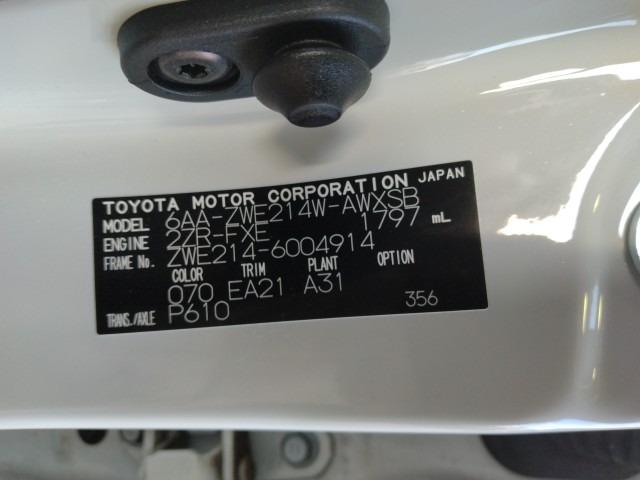 TOYOTA MOTOR CORPORATION JAPAN
MODEL 6AA-ZWE214W-AWXSB
ENGINE 2ZR-FXE 1797 mL
FRAME No. ZWE214-6004914
COLOR TRIM PLANT OPTION
070 EA21 A31
TRANS./AXLE P610 356